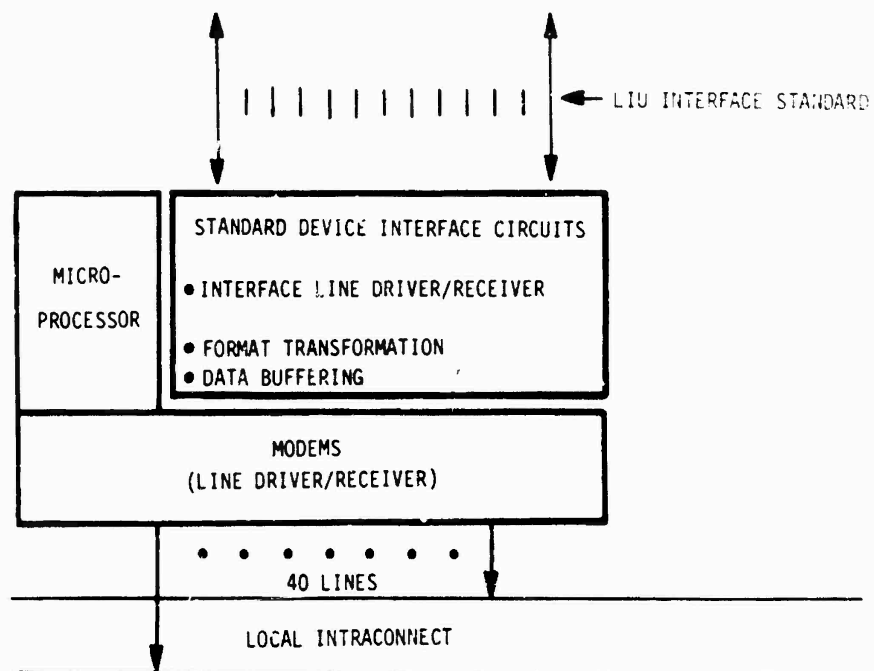 LIU INTERFACE STANDARD
STANDARD DEVICE INTERFACE CIRCUITS
MICRO-
PROCESSOR
• INTERFACE LINE DRIVER/RECEIVER
• FORMAT TRANSFORMATION
• DATA BUFFERING
MODEMS
(LINE DRIVER/RECEIVER)
40 LINES
LOCAL INTRACONNECT